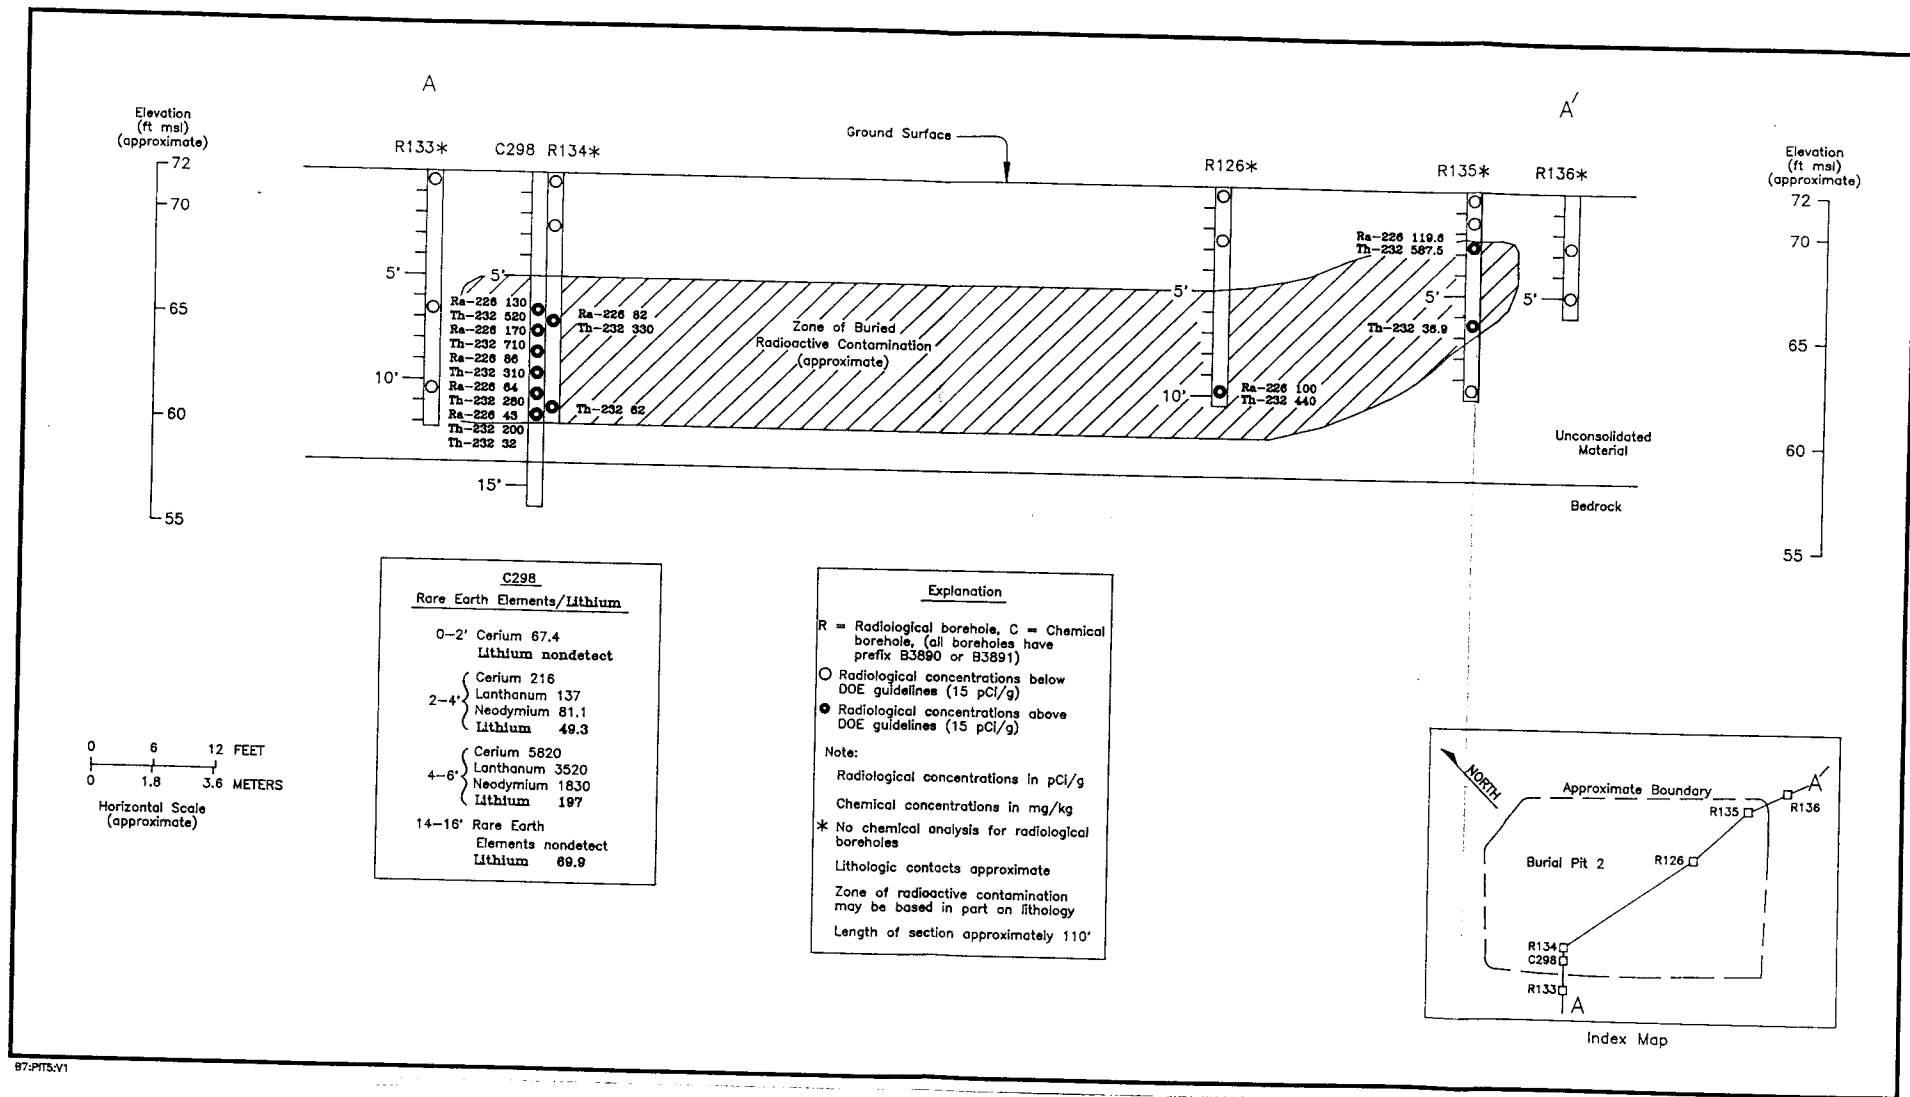 A
A′
Elevation
(ft msl)
(approximate)
72
70
65
60
55
R133*
C298
R134*
Ground Surface
R126*
R135*
R136*
Elevation
(ft msl)
(approximate)
72
70
65
60
55
5'
10'
5'
15'
5'
10'
5'
5'
Ra-226 130
Th-232 520
Ra-226 170
Th-232 710
Ra-226 86
Th-232 310
Ra-226 64
Th-232 280
Ra-226 43
Th-232 200
Th-232 32
Ra-226 82
Th-232 330
Th-232 62
Zone of Buried
Radioactive Contamination
(approximate)
Ra-226 100
Th-232 440
Ra-226 119.6
Th-232 587.5
Th-232 36.9
Unconsolidated
Material
Bedrock
C298
Rare Earth Elements/Lithium
0-2' Cerium 67.4
Lithium nondetect
2-4' Cerium 216
Lanthanum 137
Neodymium 81.1
Lithium 49.3
4-6' Cerium 5820
Lanthanum 3520
Neodymium 1830
Lithium 197
14-16' Rare Earth
Elements nondetect
Lithium 69.9
Explanation
R = Radiological borehole, C = Chemical
borehole, (all boreholes have
prefix B3890 or B3891)
Radiological concentrations below
DOE guidelines (15 pCi/g)
Radiological concentrations above
DOE guidelines (15 pCi/g)
Note:
Radiological concentrations in pCi/g
Chemical concentrations in mg/kg
* No chemical analysis for radiological
boreholes
Lithologic contacts approximate
Zone of radioactive contamination
may be based in part on lithology
Length of section approximately 110'
0 6 12 FEET
0 1.8 3.6 METERS
Horizontal Scale
(approximate)
NORTH
Approximate Boundary
A′
R135
R136
Burial Pit 2
R126
R134
C298
R133
A
Index Map
B7:PIT5:V1